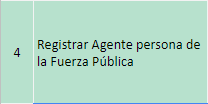 4
Registrar Agente persona de
la Fuerza Pública